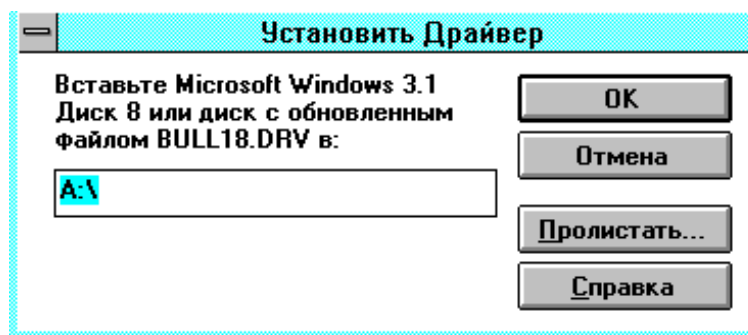 Установить Драйвер
Вставьте Microsoft Windows 3.1
Диск 8 или диск с обновленным
файлом BULL18.DRV в:
A:\
OK
Отмена
Пролистать...
Справка